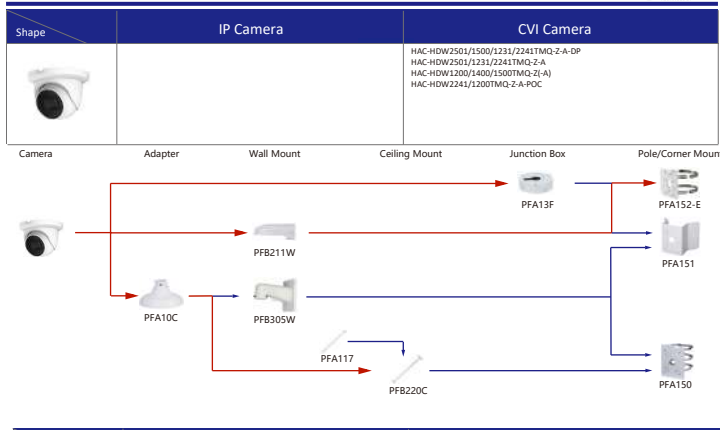 Shape
IP Camera
CVI Camera
HAC-HDW2501/1500/1231/2241TMQ-Z-A-DP
HAC-HDW2501/1231/2241TMQ-Z-A
HAC-HDW1200/1400/1500TMQ-Z(-A)
HAC-HDW2241/1200TMQ-Z-A-POC
Camera
Adapter
Wall Mount
Ceiling Mount
Junction Box
Pole/Corner Moun
PFA13F
PFA152-E
PFB211W
PFA151
PFA10C
PFB305W
PFA117
PFB220C
PFA150